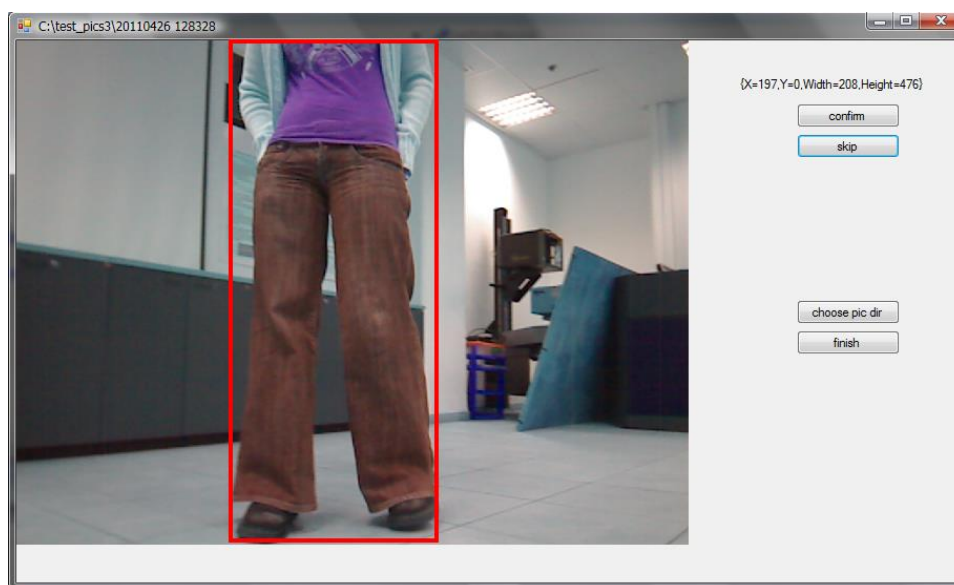 C:\test_pics3\20110426 128328
{X=197,Y=0,Width=208,Height=476}
confirm
skip
choose pic dir
finish